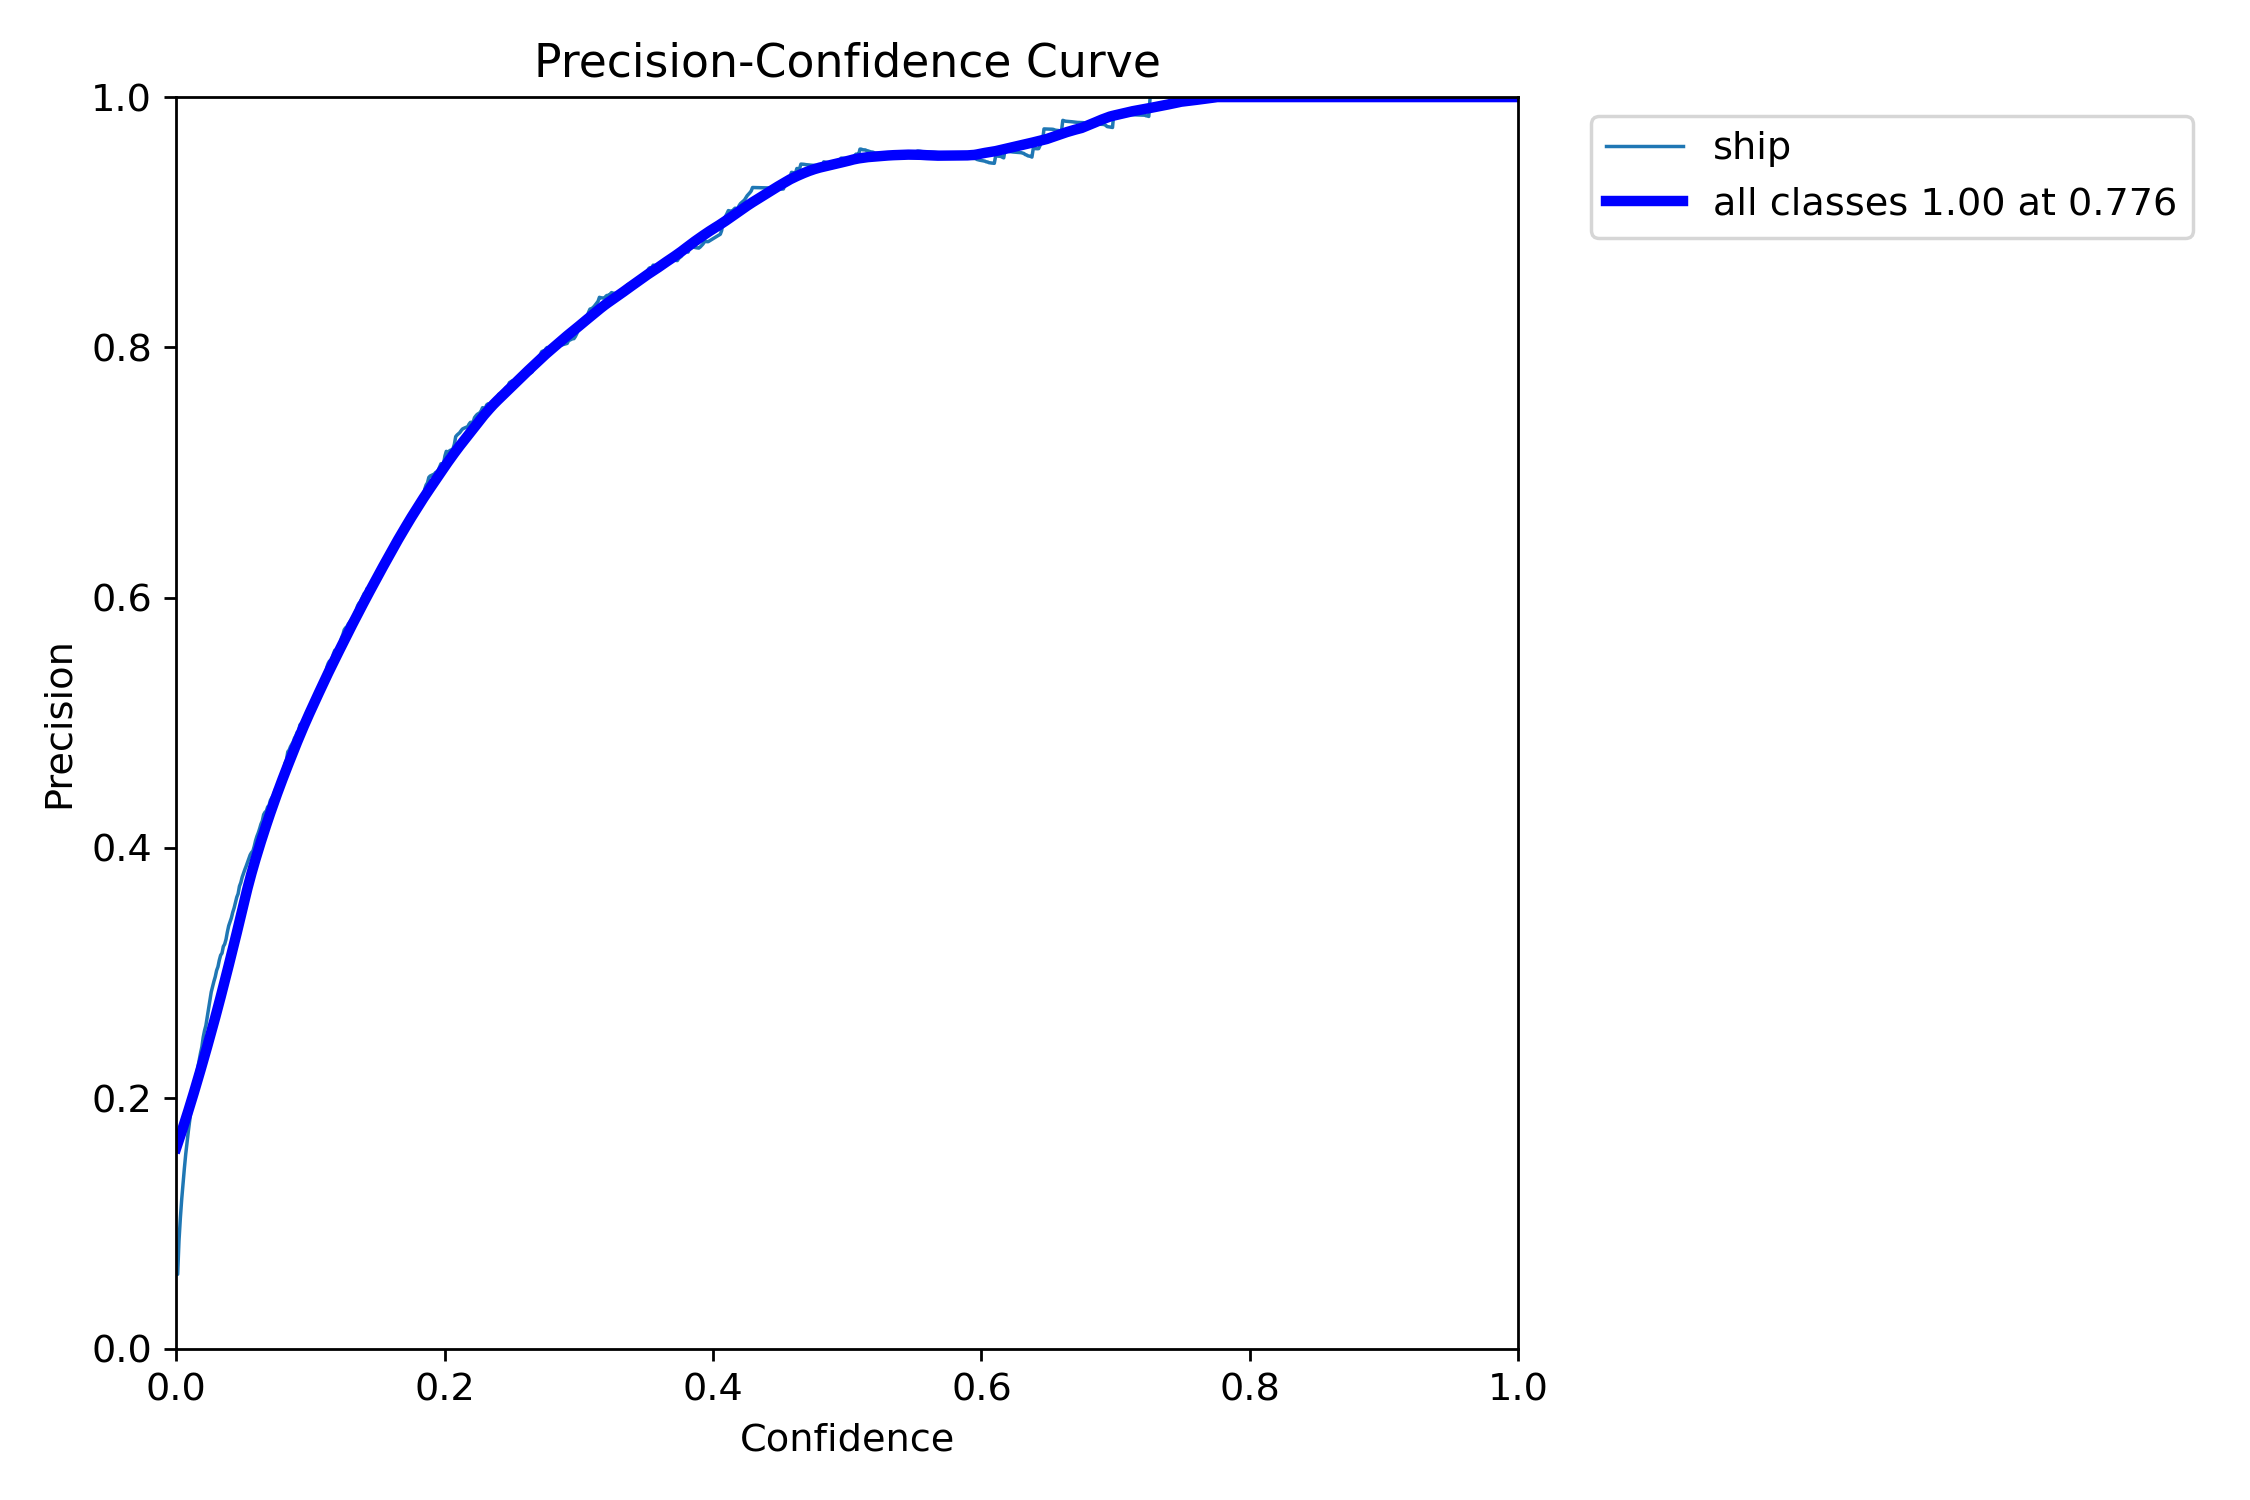 Precision-Confidence Curve
1.0
0.8
0.6
0.4
0.2
0.0
Precision
0.0 0.2 0.4 0.6 0.8 1.0
Confidence
ship
all classes 1.00 at 0.776